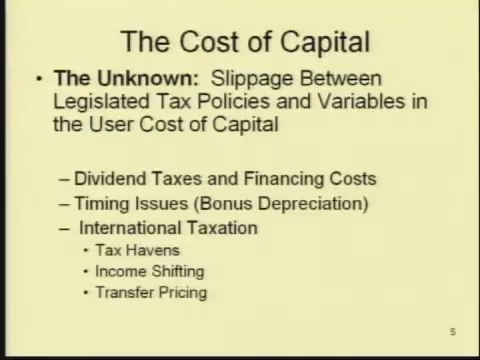 The Cost of Capital
• The Unknown: Slippage Between
Legislated Tax Policies and Variables in
the User Cost of Capital
– Dividend Taxes and Financing Costs
– Timing Issues (Bonus Depreciation)
– International Taxation
• Tax Havens
• Income Shifting
• Transfer Pricing
5